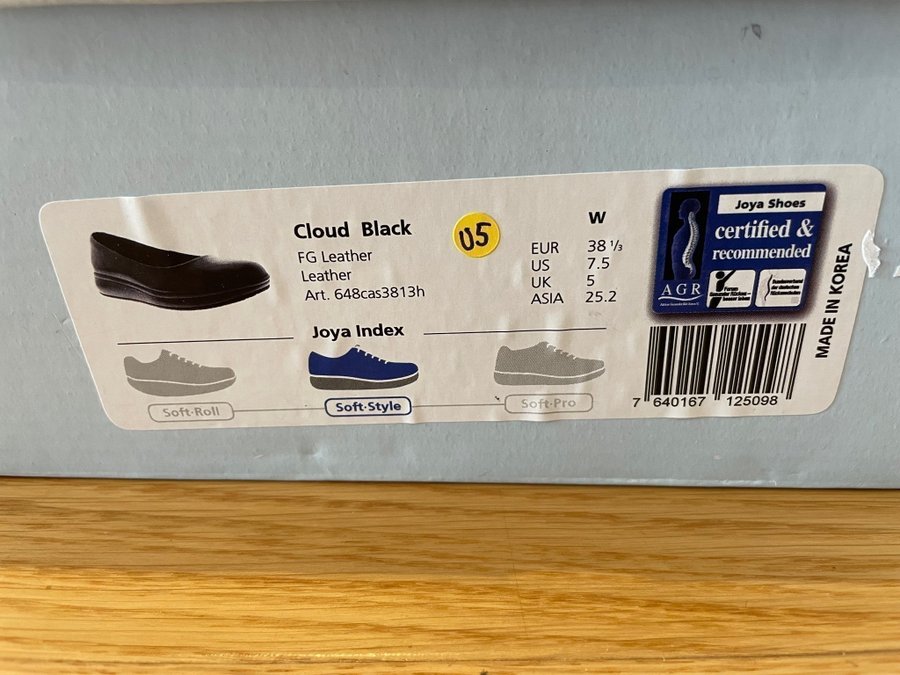 Cloud Black
FG Leather
Leather
Art. 648cas3813h
U5
W
EUR 38 1/3
US 7.5
UK 5
ASIA 25.2
Joya Shoes
certified &
recommended
AGR
MADE IN KOREA
Joya Index
Soft·Roll
Soft·Style
Soft·Pro
7 640167 125098